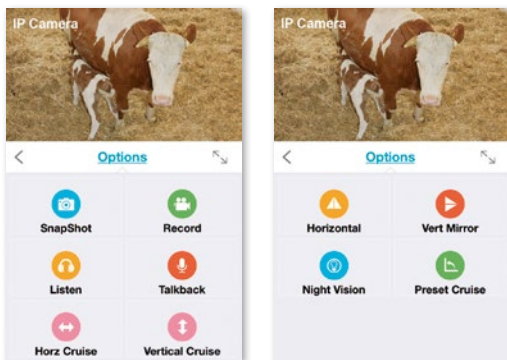 IP Camera
Options
SnapShot Record
Listen Talkback
Horz Cruise Vertical Cruise
IP Camera
Options
Horizontal Vert Mirror
Night Vision Preset Cruise